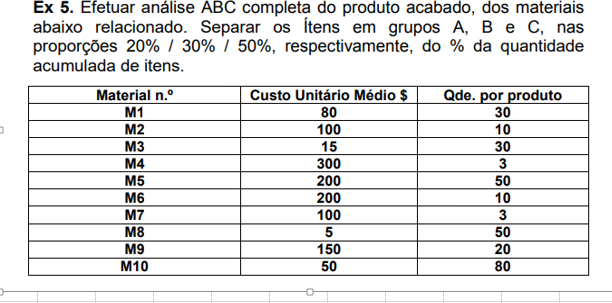 Ex 5. Efetuar análise ABC completa do produto acabado, dos materiais
abaixo relacionado. Separar os Ítens em grupos A, B e C, nas
proporções 20% / 30% / 50%, respectivamente, do % da quantidade
acumulada de itens.
Material n.º Custo Unitário Médio $ Qde. por produto
M1 80 30
M2 100 10
M3 15 30
M4 300 3
M5 200 50
M6 200 10
M7 100 3
M8 5 50
M9 150 20
M10 50 80